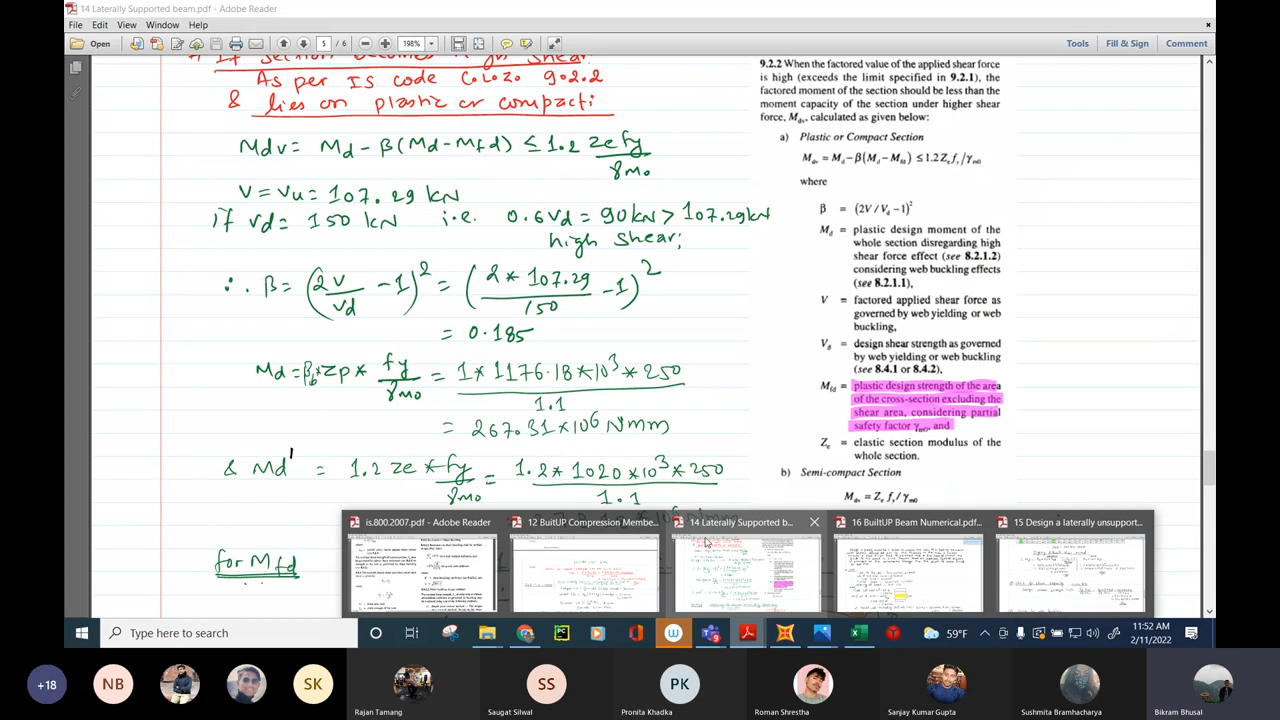 14 Laterally Supported beam.pdf - Adobe Reader
File Edit View Window Help
Open 5 / 6 198% Tools Fill & Sign Comment
As per IS code
& lies on plastic or compact
Mdv = Md - β(Md - Mfd) ≤ 1.2 Ze fy / γm0
V = Vu = 107.29 kN
if Vd = 150 kN i.e. 0.6Vd = 90kN > 107.29kN
high shear;
∴ β = (2V/Vd - 1)² = (2 * 107.29 / 150 - 1)²
= 0.185
Md = βb * Zp * fy / γm0 = 1 * 1176.18 * 10³ * 250 / 1.1
= 267.31 × 10⁶ Nmm
& Md' = 1.2 Ze * fy / γm0 = 1.2 * 1020 * 10³ * 250 / 1.1
for Mfd
9.2.2 When the factored value of the applied shear force
is high (exceeds the limit specified in 9.2.1), the
factored moment of the section should be less than the
moment capacity of the section under higher shear
force, Mdv, calculated as given below:
a) Plastic or Compact Section
Mdv = Md - β(Md - Mfd) ≤ 1.2 Ze fy / γm0
where
β = (2V / Vd - 1)²
Md = plastic design moment of the
whole section disregarding high
shear force effect (see 8.2.1.2)
considering web buckling effects
(see 8.2.1.1),
V = factored applied shear force as
governed by web yielding or web
buckling,
Vd = design shear strength as governed
by web yielding or web buckling
(see 8.4.1 or 8.4.2),
Mfd = plastic design strength of the area
of the cross-section excluding the
shear area, considering partial
safety factor γm0, and
Ze = elastic section modulus of the
whole section.
b) Semi-compact Section
Mdv = Ze fy / γm0
is.800.2007.pdf - Adobe Reader
12 BuitUP Compression Membe...
14 Laterally Supported b...
16 BuiltUP Beam Numerical.pdf...
15 Design a laterally unsupport...
Type here to search
59°F
11:52 AM
2/11/2022
+18
NB
SK
SS
PK
Rajan Tamang
Saugat Silwal
Pronita Khadka
Roman Shrestha
Sanjay Kumar Gupta
Sushmita Bramhacharya
Bikram Bhusal